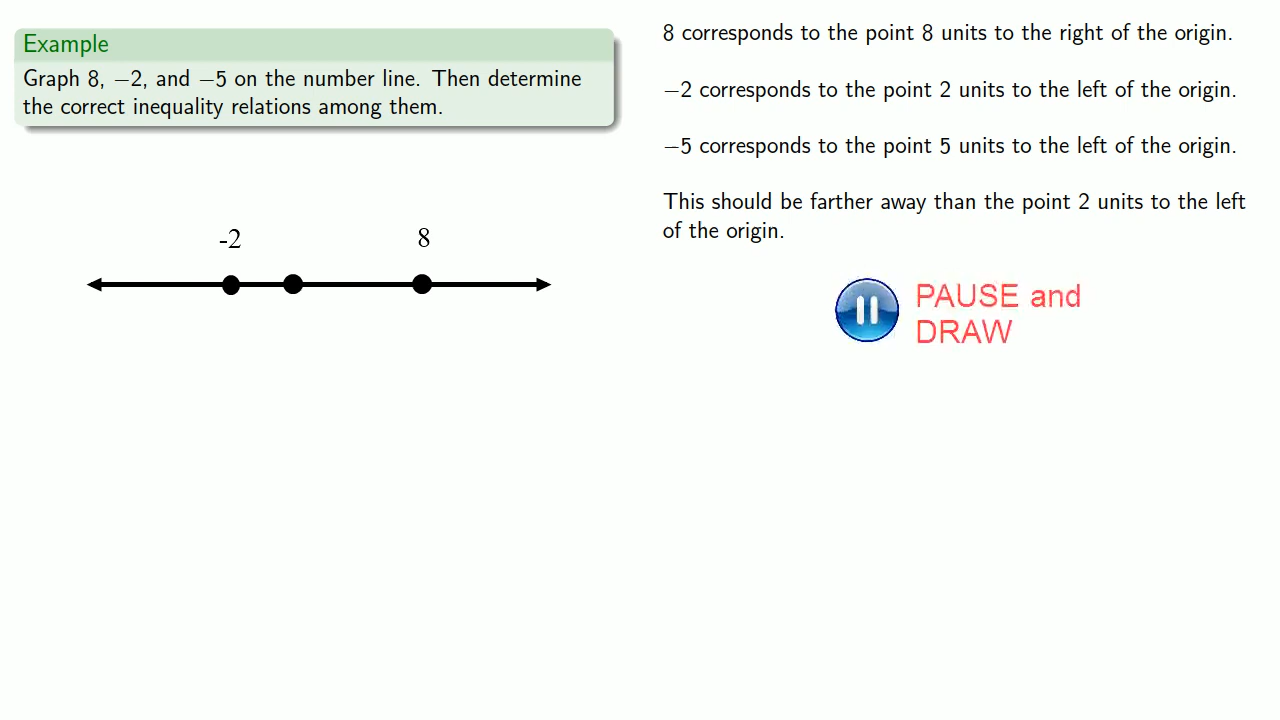 Example
Graph 8, −2, and −5 on the number line. Then determine
the correct inequality relations among them.
-2
8
8 corresponds to the point 8 units to the right of the origin.
−2 corresponds to the point 2 units to the left of the origin.
−5 corresponds to the point 5 units to the left of the origin.
This should be farther away than the point 2 units to the left
of the origin.
PAUSE and
DRAW